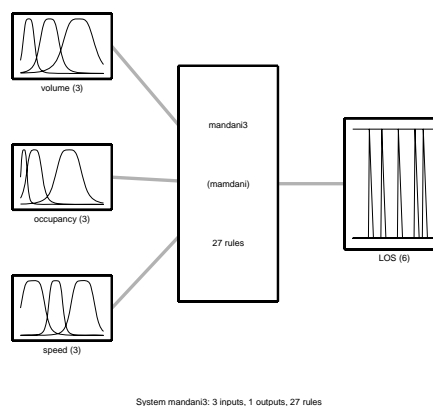 volume (3)
mandani3
occupancy (3)
(mamdani)
LOS (6)
27 rules
speed (3)
System mandani3: 3 inputs, 1 outputs, 27 rules